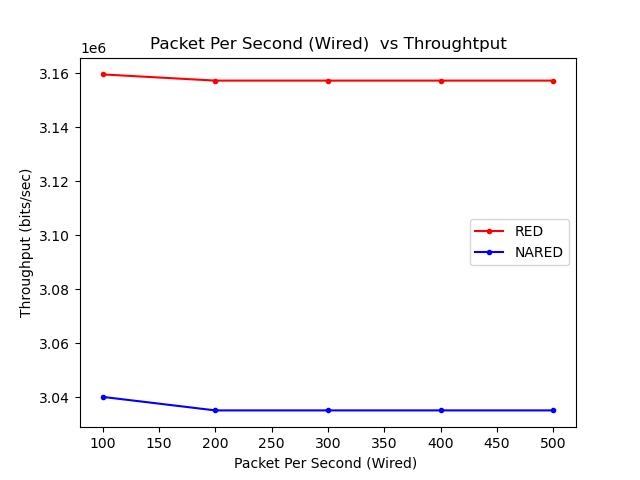 Packet Per Second (Wired)  vs Throughtput
1e6
3.16
3.14
3.12
3.10
3.08
3.06
3.04
Throughput (bits/sec)
RED
NARED
100 150 200 250 300 350 400 450 500
Packet Per Second (Wired)